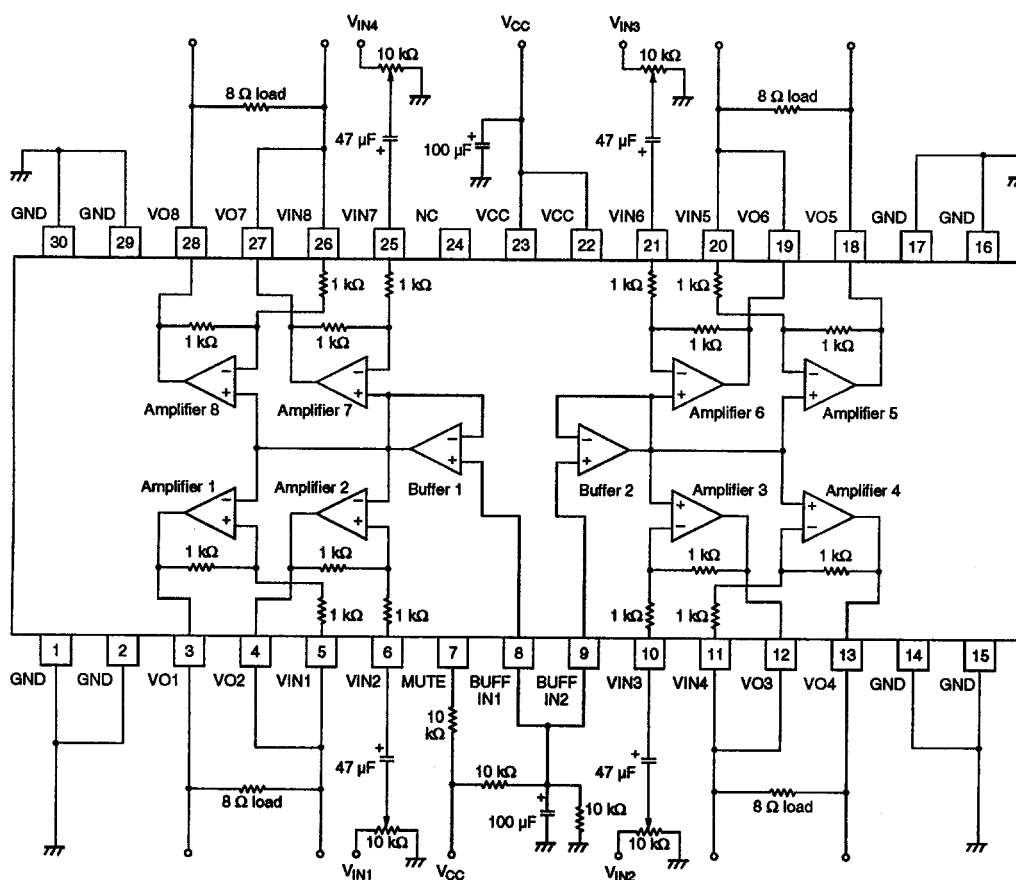 VIN4
VCC
VIN3
10 kΩ
10 kΩ
8 Ω load
8 Ω load
47 µF
+
+
100 µF
47 µF
+
GND
GND
VO8
VO7
VIN8
VIN7
NC
VCC
VCC
VIN6
VIN5
VO6
VO5
GND
GND
30
29
28
27
26
25
24
23
22
21
20
19
18
17
16
1 kΩ
1 kΩ
1 kΩ
1 kΩ
1 kΩ
1 kΩ
1 kΩ
1 kΩ
−
+
−
+
−
+
−
+
Amplifier 8
Amplifier 7
Amplifier 6
Amplifier 5
−
+
−
+
Amplifier 1
Amplifier 2
Buffer 1
Buffer 2
Amplifier 3
Amplifier 4
−
+
−
+
+
−
+
−
1 kΩ
1 kΩ
1 kΩ
1 kΩ
1 kΩ
1 kΩ
1 kΩ
1 kΩ
1
2
3
4
5
6
7
8
9
10
11
12
13
14
15
GND
GND
VO1
VO2
VIN1
VIN2
MUTE
BUFF
IN1
BUFF
IN2
VIN3
VIN4
VO3
VO4
GND
GND
10
kΩ
+
47 µF
10 kΩ
+
47 µF
8 Ω load
+
100 µF
10 kΩ
8 Ω load
10 kΩ
10 kΩ
VIN1
VCC
VIN2